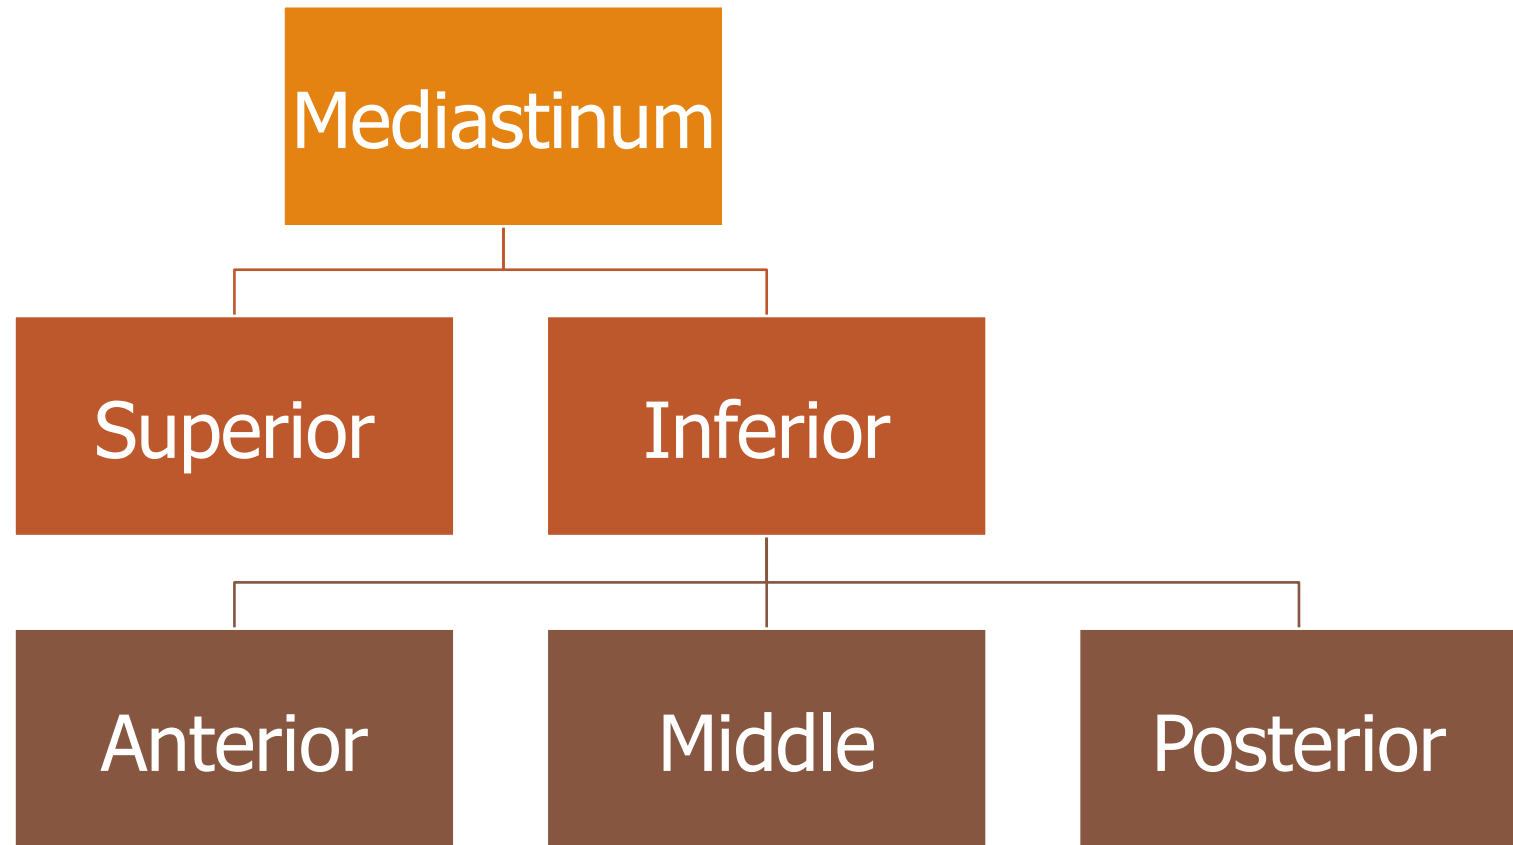 Mediastinum
Superior
Inferior
Anterior
Middle
Posterior